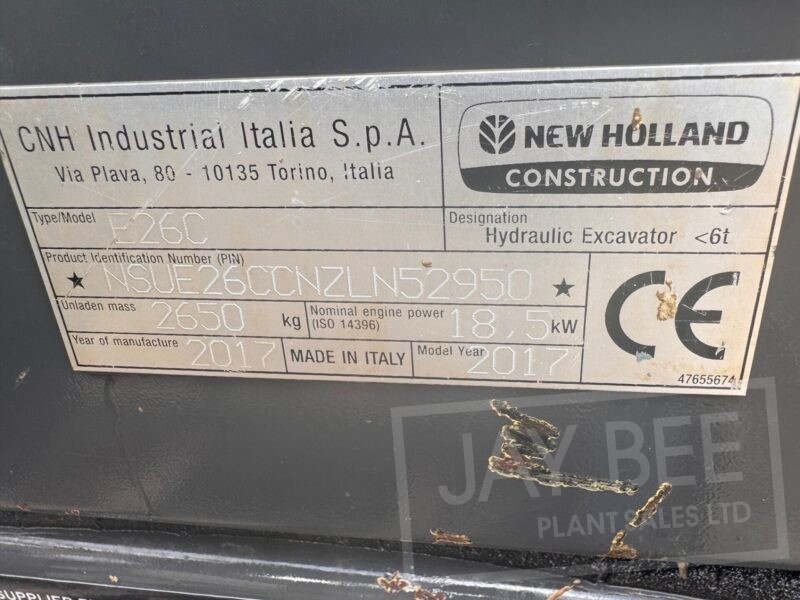 CNH Industrial Italia S.p.A.
Via Plava, 80 - 10135 Torino, Italia
NEW HOLLAND
CONSTRUCTION
Type/Model E26C
Designation
Hydraulic Excavator <6t
Product Identification Number (PIN)
★ NSUE26CCNZLN52950 ★
Unladen mass 2650 kg
Nominal engine power (ISO 14396) 18,5 kW
Year of manufacture 2017
MADE IN ITALY
Model Year 2017
CE
47655674
JAY BEE
PLANT SALES LTD
SUPPLIER